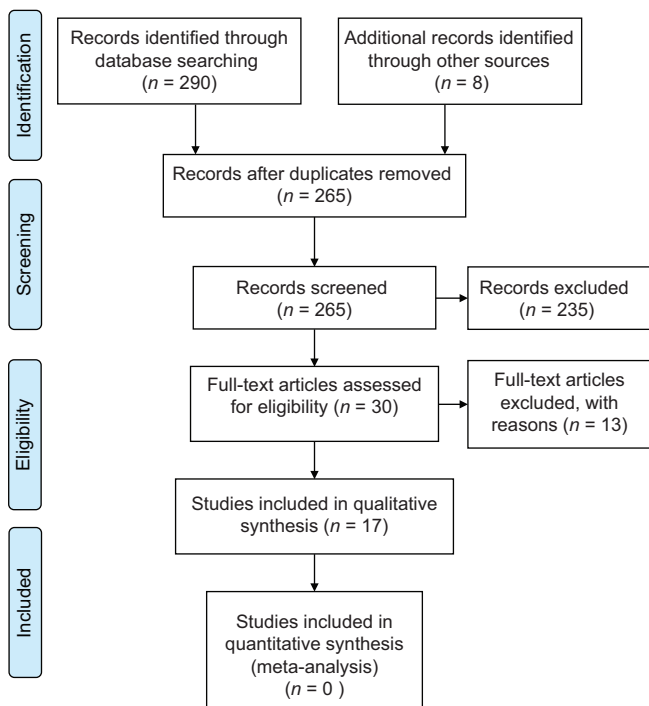 Identification
Records identified through
database searching
(n = 290)
Additional records identified
through other sources
(n = 8)
Records after duplicates removed
(n = 265)
Screening
Records screened
(n = 265)
Records excluded
(n = 235)
Eligibility
Full-text articles assessed
for eligibility (n = 30)
Full-text articles
excluded, with
reasons (n = 13)
Studies included in qualitative
synthesis (n = 17)
Included
Studies included in
quantitative synthesis
(meta-analysis)
(n = 0 )